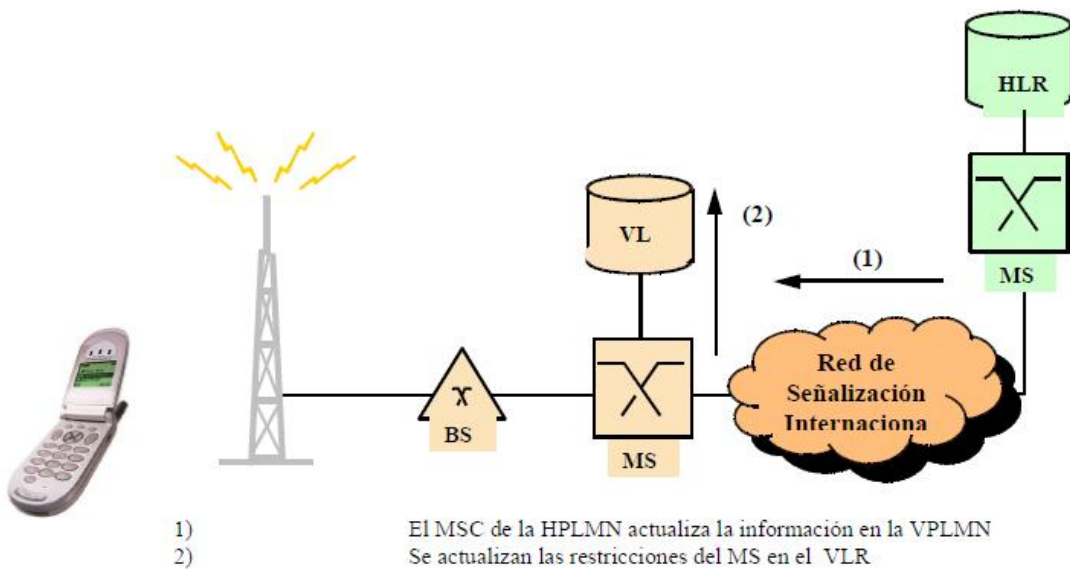 HLR
MS
(1)
(2)
VL
Red de
Señalización
Internaciona
BS
MS
1) El MSC de la HPLMN actualiza la información en la VPLMN
2) Se actualizan las restricciones del MS en el VLR